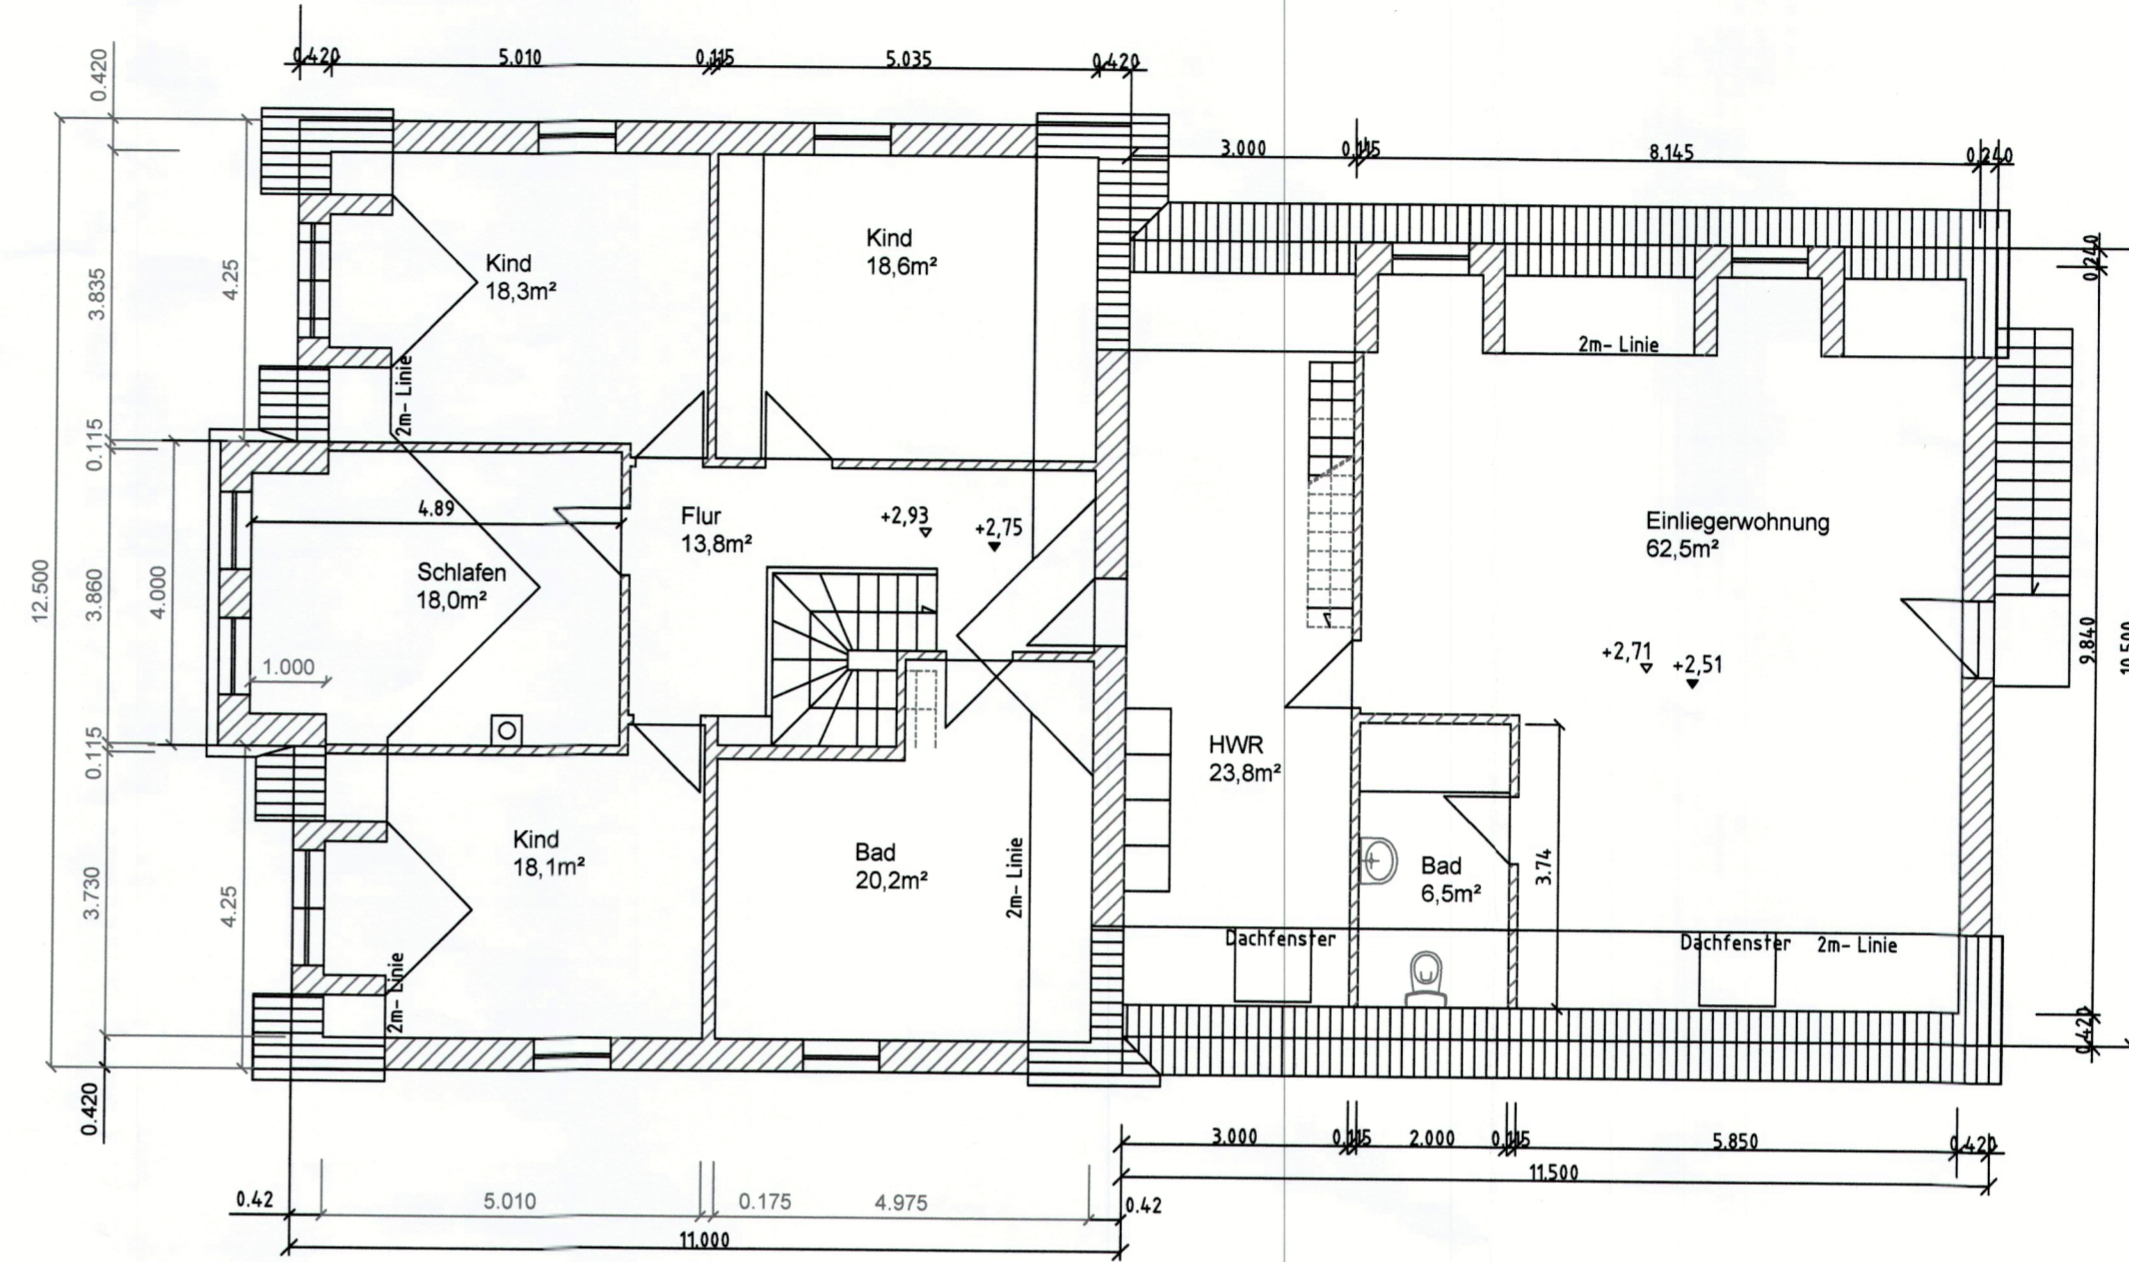 0.420 5.010 0.115 5.035 0.420
0.420
3.000 0.115 8.145 0.240
0.240
4.25
3.835
Kind
18,6m²
Kind
18,3m²
2m- Linie
2m- Linie
0.115
4.89
Flur
13,8m²
+2,93
+2,75
Einliegerwohnung
62,5m²
Schlafen
18,0m²
12.500
3.860
4.000
1.000
+2,71
+2,51
9.840
0.115
HWR
23,8m²
Kind
18,1m²
Bad
20,2m²
2m- Linie
Bad
6,5m²
3.74
3.730
4.25
2m- Linie
Dachfenster
Dachfenster 2m- Linie
0.420
0.420
3.000 0.115 2.000 0.115 5.850 0.420
11.500
0.42 5.010 0.175 4.975 0.42
11.000